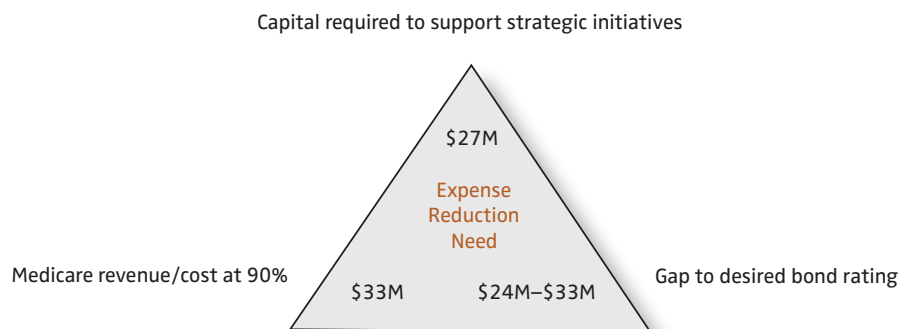 Capital required to support strategic initiatives
$27M
Expense
Reduction
Need
Medicare revenue/cost at 90%
$33M
$24M–$33M
Gap to desired bond rating